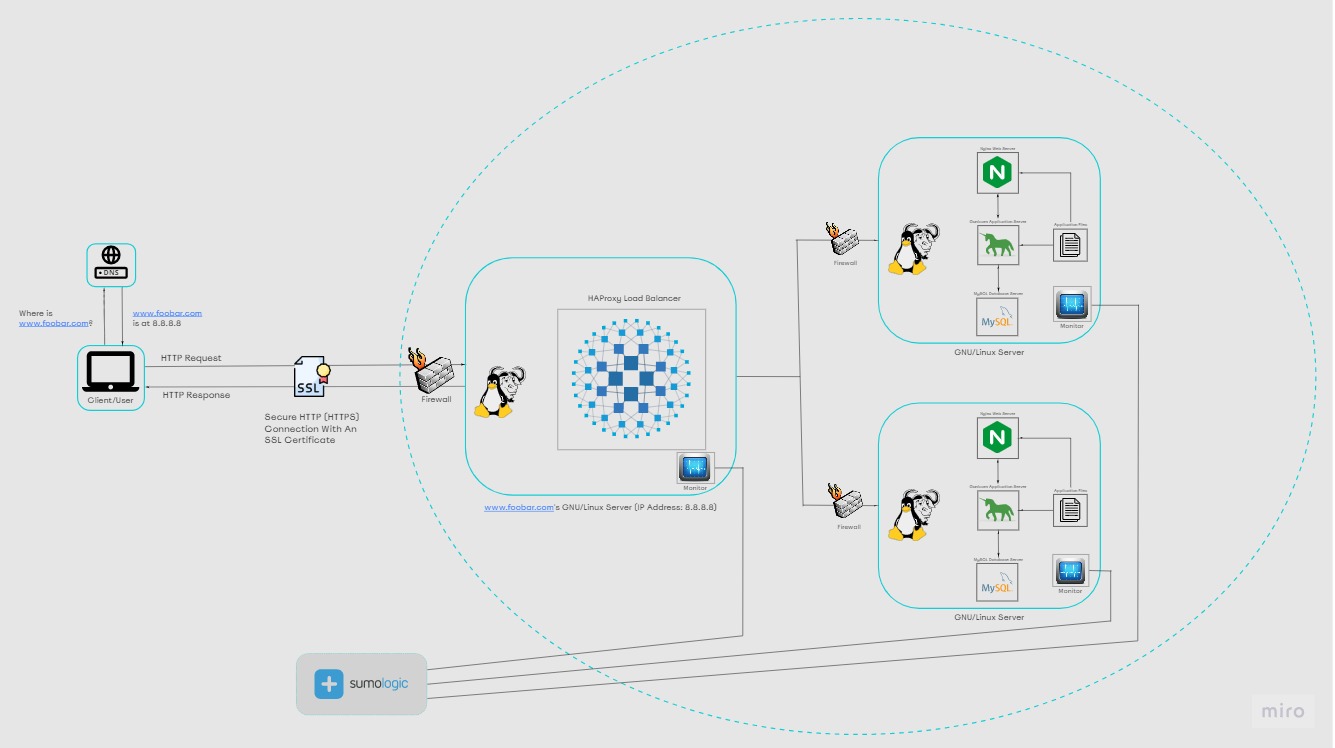 DNS
Where is
www.foobar.com?
www.foobar.com
is at 8.8.8.8
Client/User
HTTP Request
HTTP Response
SSL
Secure HTTP (HTTPS)
Connection With An
SSL Certificate
Firewall
HAProxy Load Balancer
Monitor
www.foobar.com's GNU/Linux Server (IP Address: 8.8.8.8)
Firewall
Nginx Web Server
N
Application Server
Application Files
MySQL Database Server
MySQL
Monitor
GNU/Linux Server
Firewall
Nginx Web Server
N
Application Server
Application Files
MySQL Database Server
MySQL
Monitor
GNU/Linux Server
sumologic
miro